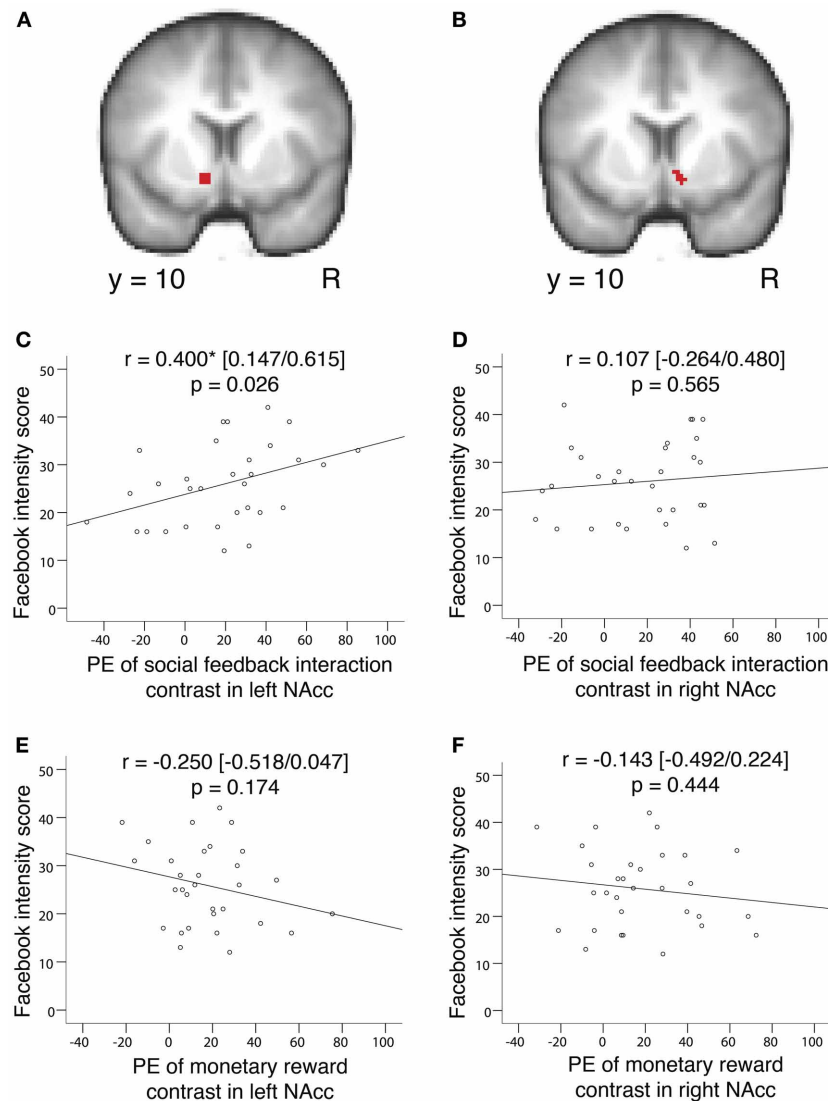 A
y = 10 R
B
y = 10 R
C
r = 0.400* [0.147/0.615]
p = 0.026
Facebook intensity score
50
40
30
20
10
0
-40 -20 0 20 40 60 80 100
PE of social feedback interaction
contrast in left NAcc
D
r = 0.107 [-0.264/0.480]
p = 0.565
Facebook intensity score
50
40
30
20
10
0
-40 -20 0 20 40 60 80 100
PE of social feedback interaction
contrast in right NAcc
E
r = -0.250 [-0.518/0.047]
p = 0.174
Facebook intensity score
50
40
30
20
10
0
-40 -20 0 20 40 60 80 100
PE of monetary reward
contrast in left NAcc
F
r = -0.143 [-0.492/0.224]
p = 0.444
Facebook intensity score
50
40
30
20
10
0
-40 -20 0 20 40 60 80 100
PE of monetary reward
contrast in right NAcc